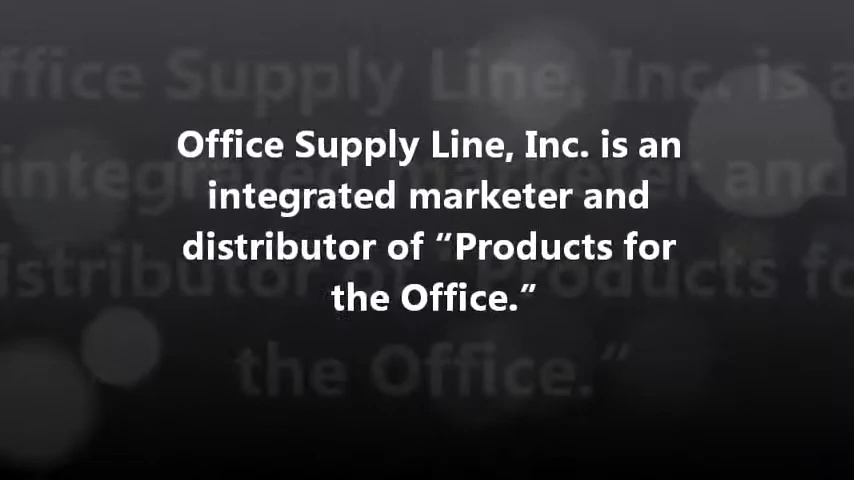 Office Supply Line, Inc. is an
integrated marketer and
distributor of “Products for
the Office.”